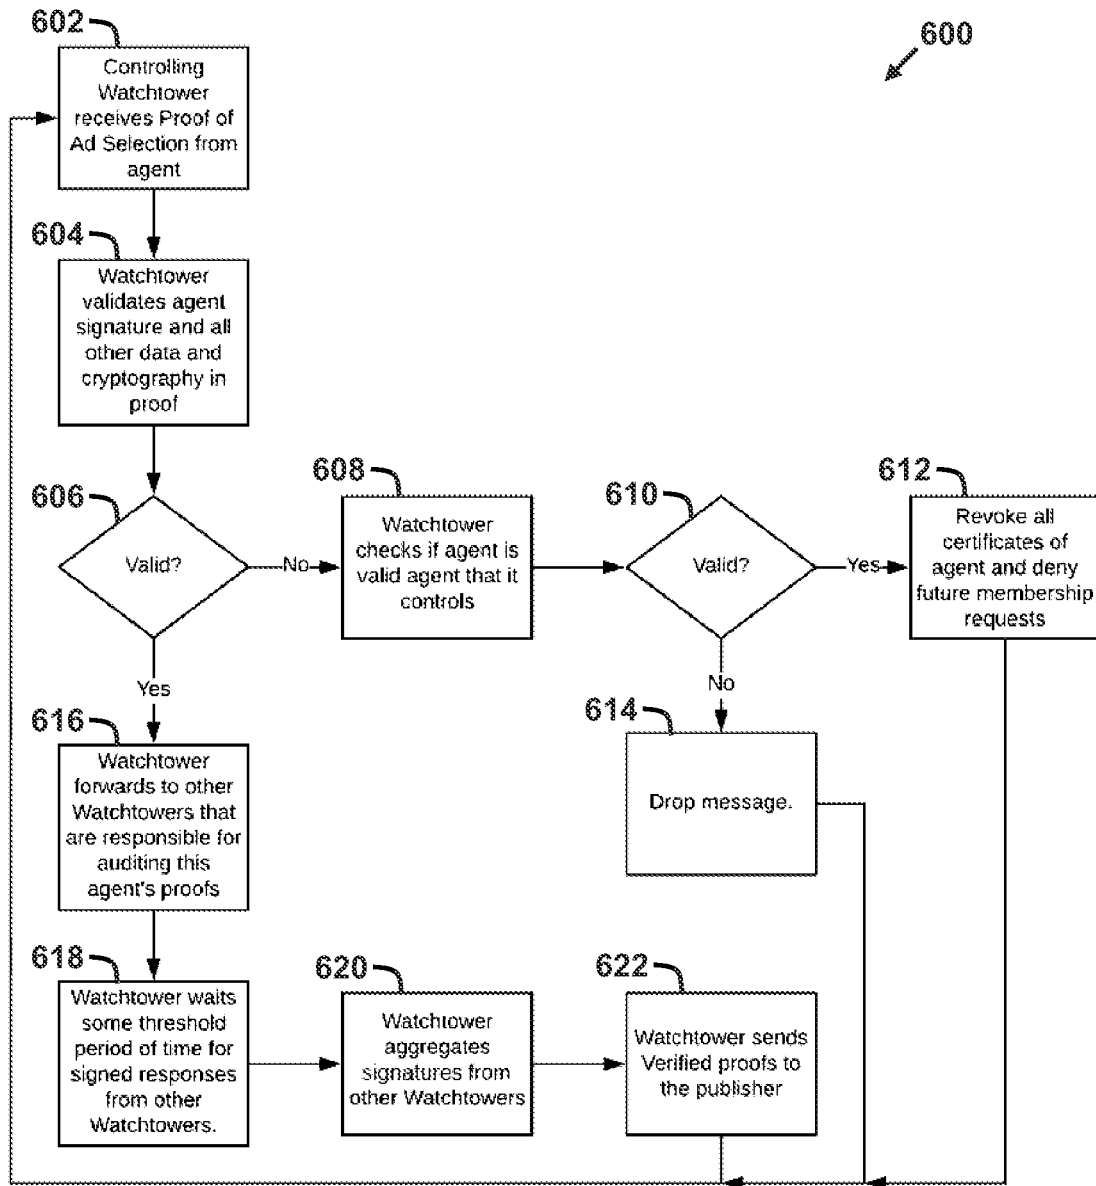 600
602
Controlling
Watchtower
receives Proof of
Ad Selection from
agent
604
Watchtower
validates agent
signature and all
other data and
cryptography in
proof
606
Valid?
No
608
Watchtower
checks if agent is
valid agent that it
controls
610
Valid?
Yes
612
Revoke all
certificates of
agent and deny
future membership
requests
No
614
Drop message.
Yes
616
Watchtower
forwards to other
Watchtowers that
are responsible for
auditing this
agent's proofs
618
Watchtower waits
some threshold
period of time for
signed responses
from other
Watchtowers.
620
Watchtower
aggregates
signatures from
other Watchtowers
622
Watchtower sends
Verified proofs to
the publisher